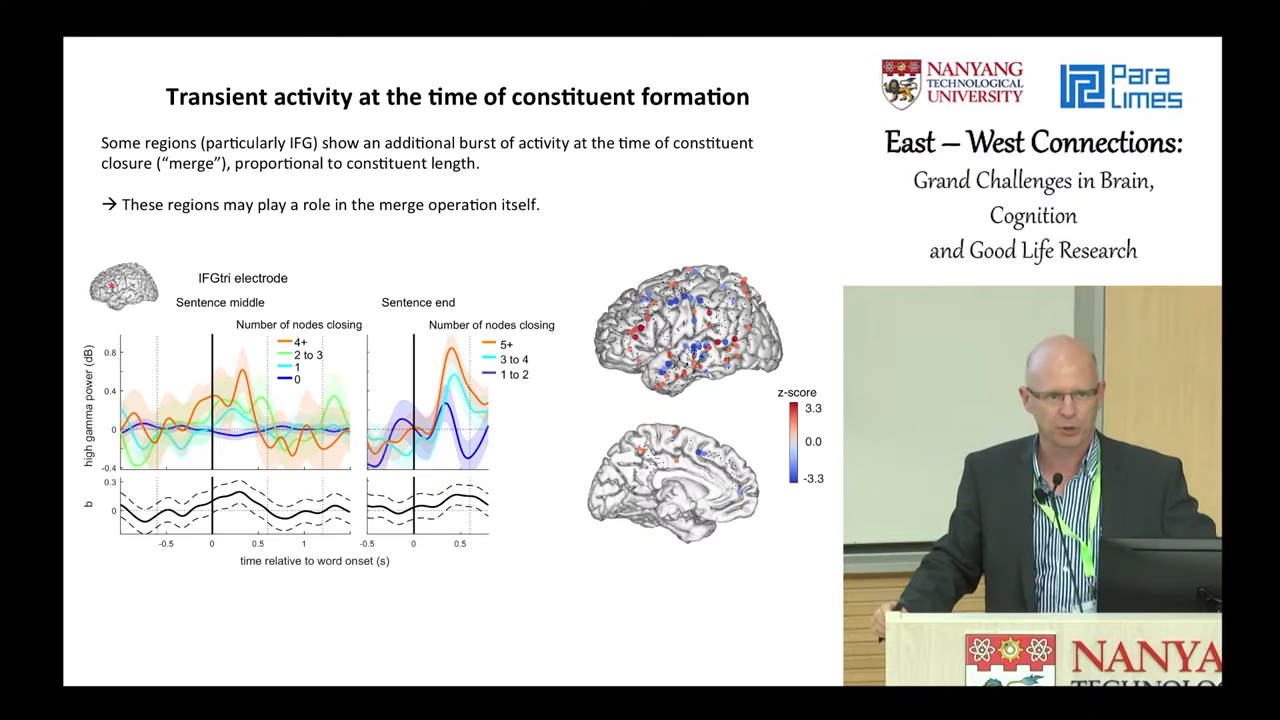 Transient activity at the time of constituent formation
Some regions (particularly IFG) show an additional burst of activity at the time of constituent
closure (“merge”), proportional to constituent length.
→ These regions may play a role in the merge operation itself.
IFGtri electrode
Sentence middle
Sentence end
Number of nodes closing
4+
2 to 3
1
0
Number of nodes closing
5+
3 to 4
1 to 2
high gamma power (dB)
0.8
0.4
0
-0.4
b
0.3
0
-0.5
0
0.5
1
-0.5
0
0.5
time relative to word onset (s)
z-score
3.3
0.0
-3.3
NANYANG
TECHNOLOGICAL
UNIVERSITY
Para
Limes
East – West Connections:
Grand Challenges in Brain,
Cognition
and Good Life Research
NANYA
TECHNOLOG